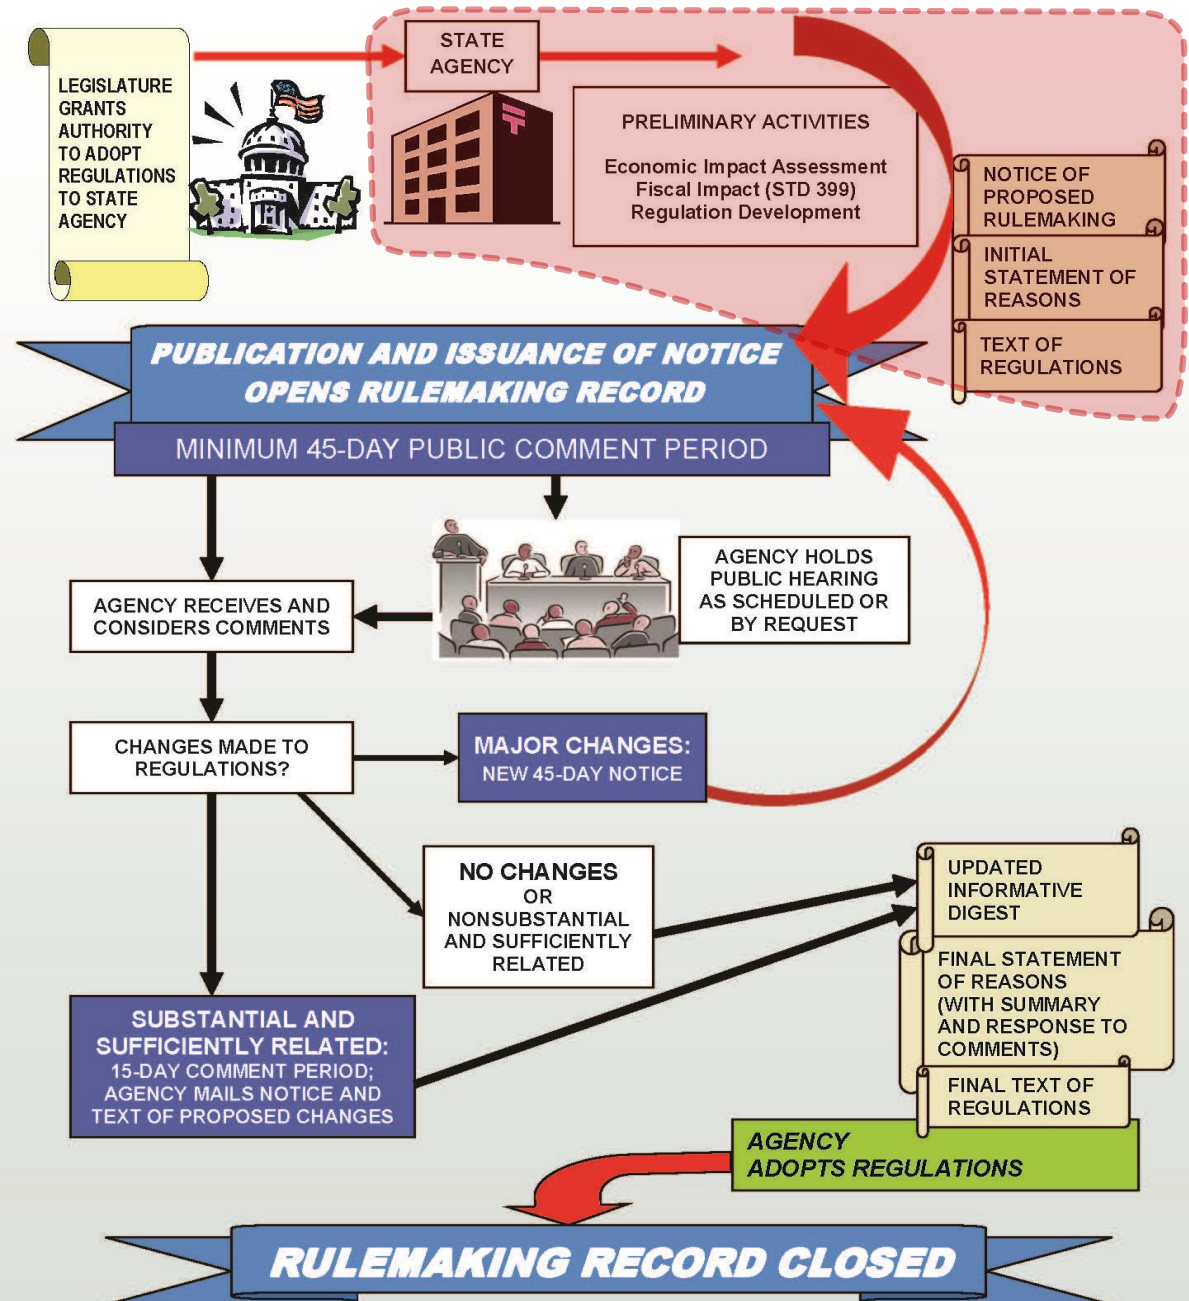 LEGISLATURE
GRANTS
AUTHORITY
TO ADOPT
REGULATIONS
TO STATE
AGENCY
STATE
AGENCY
PRELIMINARY ACTIVITIES
Economic Impact Assessment
Fiscal Impact (STD 399)
Regulation Development
NOTICE OF
PROPOSED
RULEMAKING
INITIAL
STATEMENT OF
REASONS
TEXT OF
REGULATIONS
PUBLICATION AND ISSUANCE OF NOTICE
OPENS RULEMAKING RECORD
MINIMUM 45-DAY PUBLIC COMMENT PERIOD
AGENCY HOLDS
PUBLIC HEARING
AS SCHEDULED OR
BY REQUEST
AGENCY RECEIVES AND
CONSIDERS COMMENTS
CHANGES MADE TO
REGULATIONS?
MAJOR CHANGES:
NEW 45-DAY NOTICE
NO CHANGES
OR
NONSUBSTANTIAL
AND SUFFICIENTLY
RELATED
SUBSTANTIAL AND
SUFFICIENTLY RELATED:
15-DAY COMMENT PERIOD;
AGENCY MAILS NOTICE AND
TEXT OF PROPOSED CHANGES
UPDATED
INFORMATIVE
DIGEST
FINAL STATEMENT
OF REASONS
(WITH SUMMARY
AND RESPONSE TO
COMMENTS)
FINAL TEXT OF
REGULATIONS
AGENCY
ADOPTS REGULATIONS
RULEMAKING RECORD CLOSED